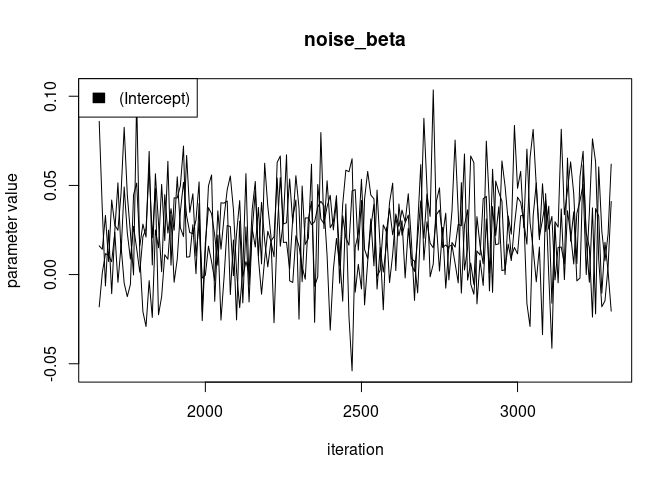 noise_beta
(Intercept)
0.10
0.05
0.00
-0.05
parameter value
2000 2500 3000
iteration